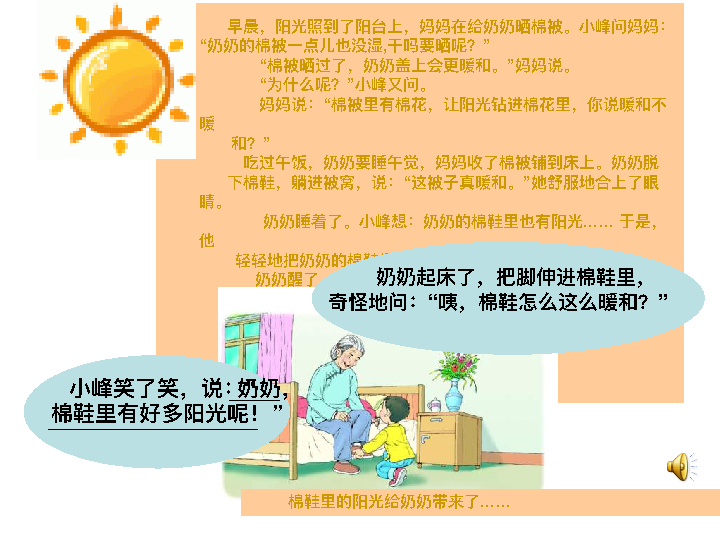 早晨，阳光照到了阳台上，妈妈在给奶奶晒棉被。小峰问妈妈：
“奶奶的棉被一点儿也没湿,干吗要晒呢？”
“棉被晒过了，奶奶盖上会更暖和。”妈妈说。
“为什么呢？”小峰又问。
妈妈说：“棉被里有棉花，让阳光钻进棉花里，你说暖和不
暖
和？”
吃过午饭，奶奶要睡午觉，妈妈收了棉被铺到床上。奶奶脱
下棉鞋，躺进被窝，说：“这被子真暖和。”她舒服地合上了眼
睛。
奶奶睡着了。小峰想：奶奶的棉鞋里也有阳光…… 于是，
他
轻轻地把奶奶的棉鞋
奶奶醒了
奶奶起床了，把脚伸进棉鞋里，
奇怪地问：“咦，棉鞋怎么这么暖和？”
小峰笑了笑，说：“奶奶，
棉鞋里有好多阳光呢！”
棉鞋里的阳光给奶奶带来了……